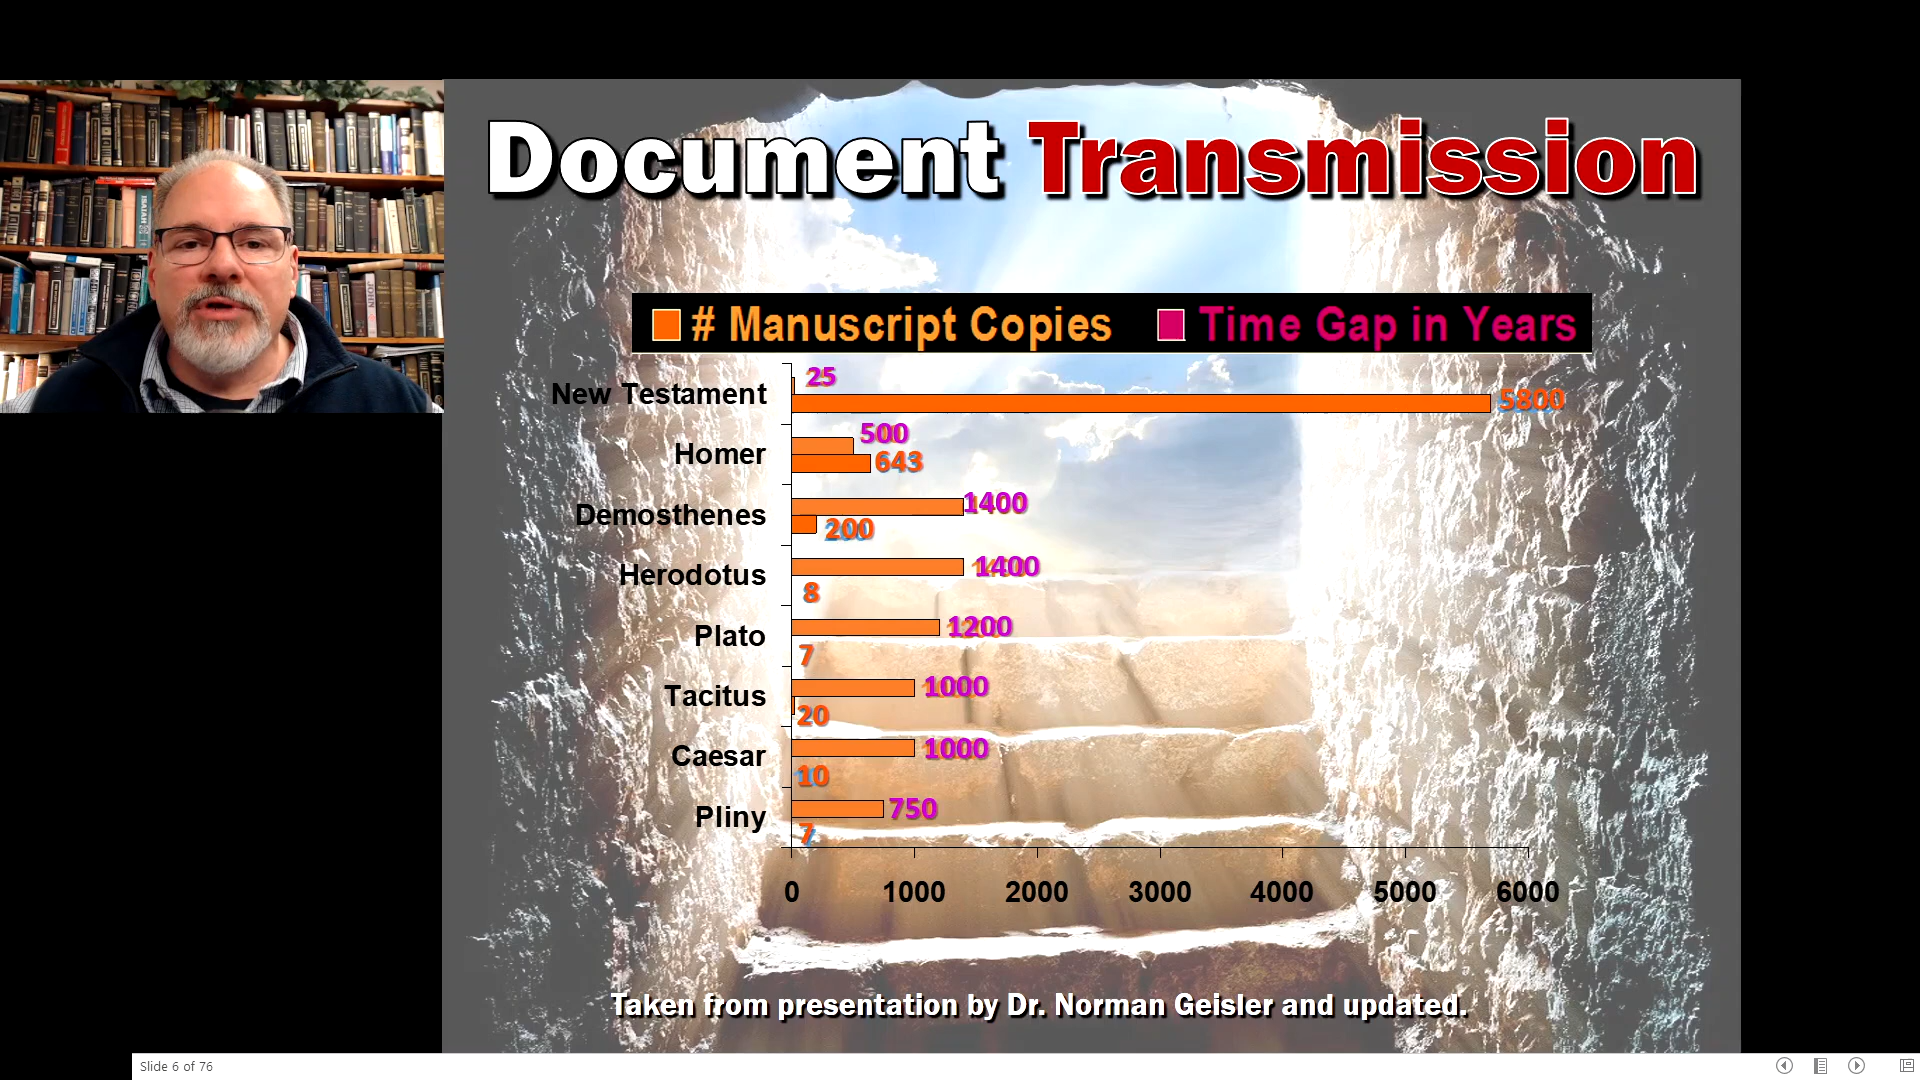 Document Transmission
# Manuscript Copies Time Gap in Years
New Testament 25 5800
Homer 500 643
Demosthenes 1400 200
Herodotus 1400 8
Plato 1200 7
Tacitus 1000 20
Caesar 1000 10
Pliny 750 7
0 1000 2000 3000 4000 5000 6000
Taken from presentation by Dr. Norman Geisler and updated.
Slide 6 of 76
ISAIAH
JOHN